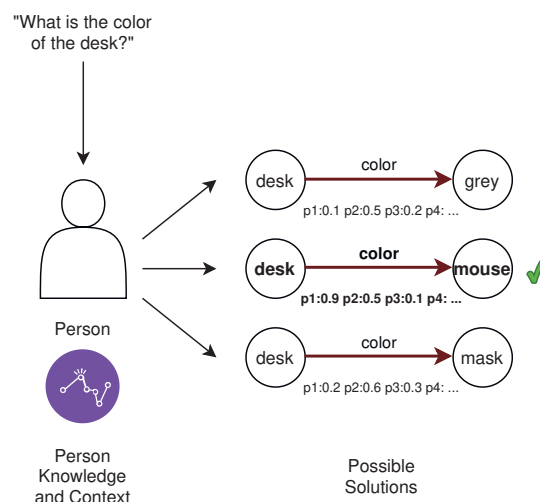 "What is the color
of the desk?"
desk
color
grey
p1:0.1 p2:0.5 p3:0.2 p4: ...
desk
color
mouse
p1:0.9 p2:0.5 p3:0.1 p4: ...
desk
color
mask
p1:0.2 p2:0.6 p3:0.3 p4: ...
Person
Person
Knowledge
and Context
Possible
Solutions